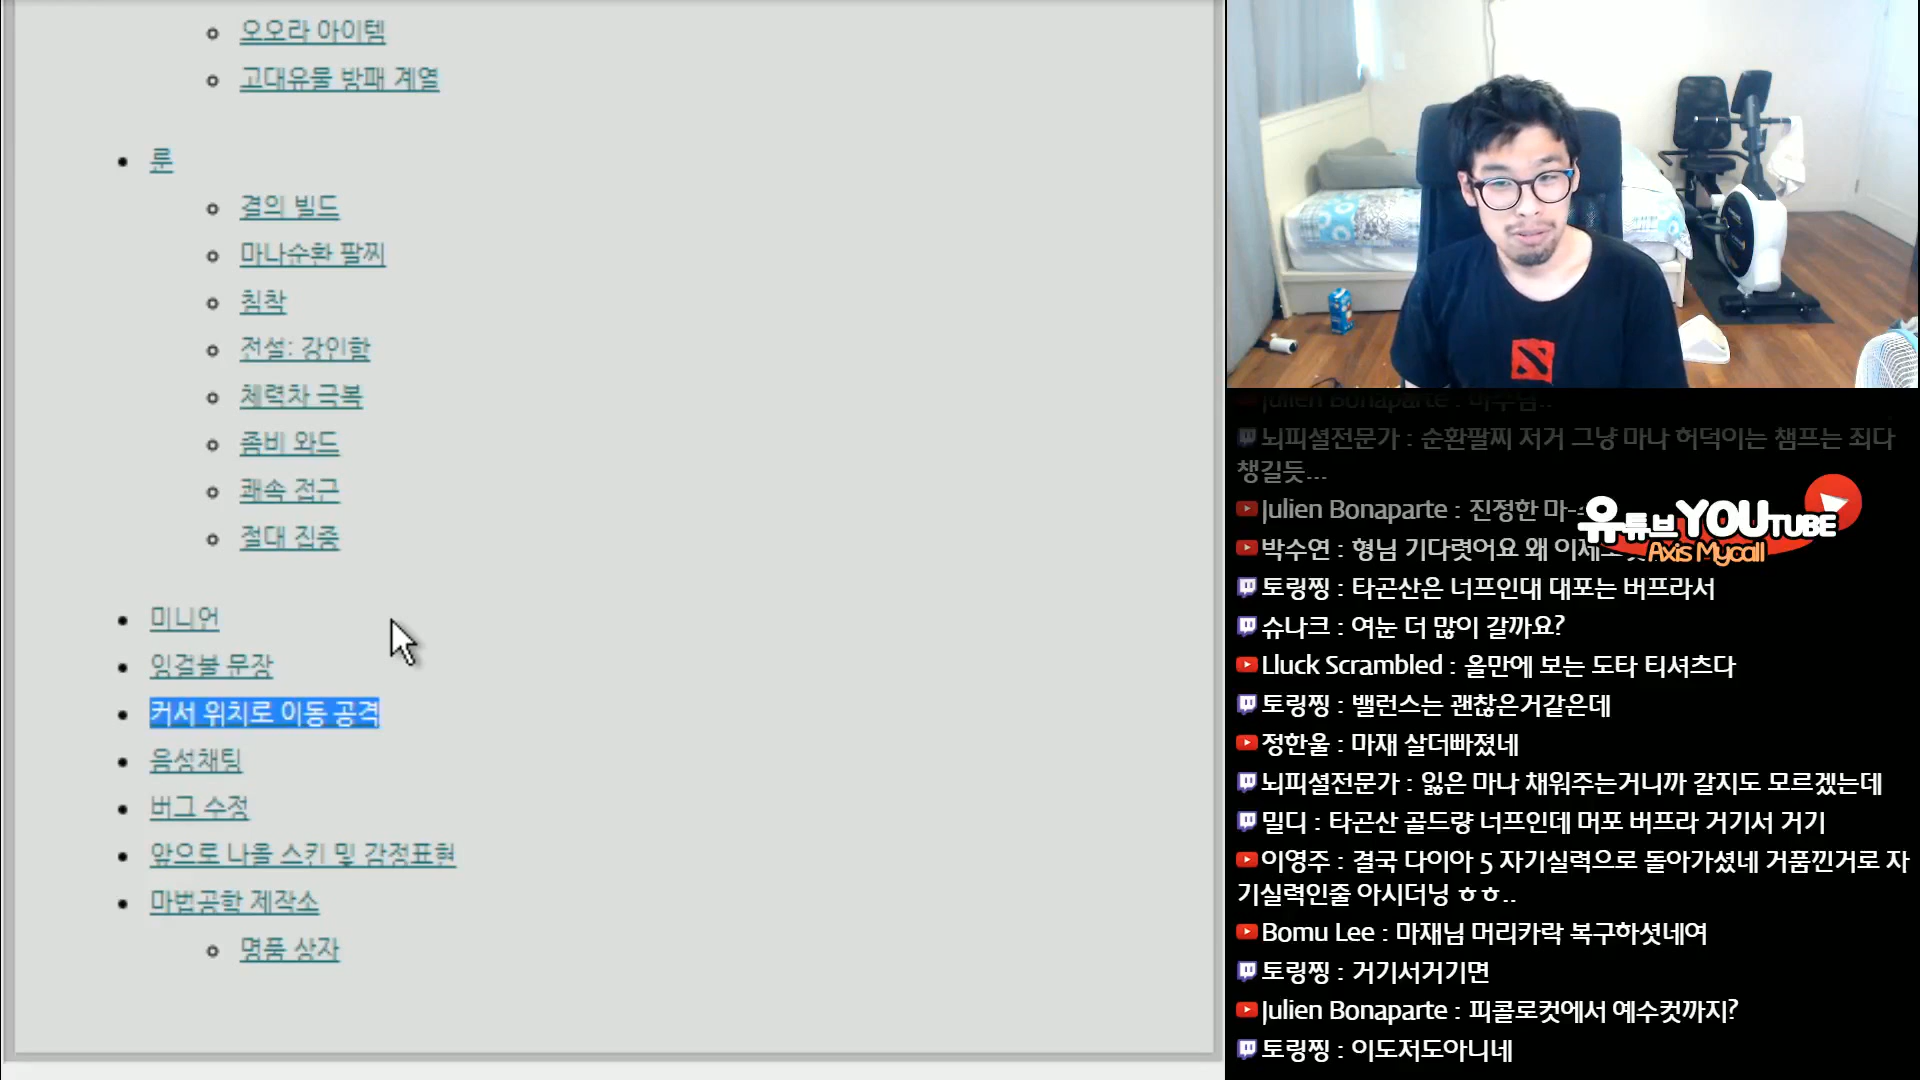 오오라 아이템
고대유물 방패 계열
룬
결의 빌드
마나순환 팔찌
침착
전설: 강인함
체력차 극복
좀비 와드
쾌속 접근
절대 집중
미니언
잉걸불 문장
커서 위치로 이동 공격
음성채팅
버그 수정
앞으로 나올 스킨 및 감정표현
마법공학 제작소
명품 상자
Julien Bonaparte : 마수님..
뇌피셜전문가 : 순환팔찌 저거 그냥 마나 허덕이는 챔프는 죄다
챙길듯...
Julien Bonaparte : 진정한 마-
박수연 : 형님 기다렷어요 왜 이제
유튜브 YOUTUBE
Axis Mycall
토링찡 : 타곤산은 너프인대 대포는 버프라서
슈나크 : 여눈 더 많이 갈까요?
Lluck Scrambled : 올만에 보는 도타 티셔츠다
토링찡 : 밸런스는 괜찮은거같은데
정한울 : 마재 살더빠졌네
뇌피셜전문가 : 잃은 마나 채워주는거니까 갈지도 모르겠는데
밀디 : 타곤산 골드량 너프인데 머포 버프라 거기서 거기
이영주 : 결국 다이아 5 자기실력으로 돌아가셨네 거품낀거로 자
기실력인줄 아시더닝 ㅎㅎ..
Bomu Lee : 마재님 머리카락 복구하셧네여
토링찡 : 거기서거기면
Julien Bonaparte : 피콜로컷에서 예수컷까지?
토링찡 : 이도저도아니네